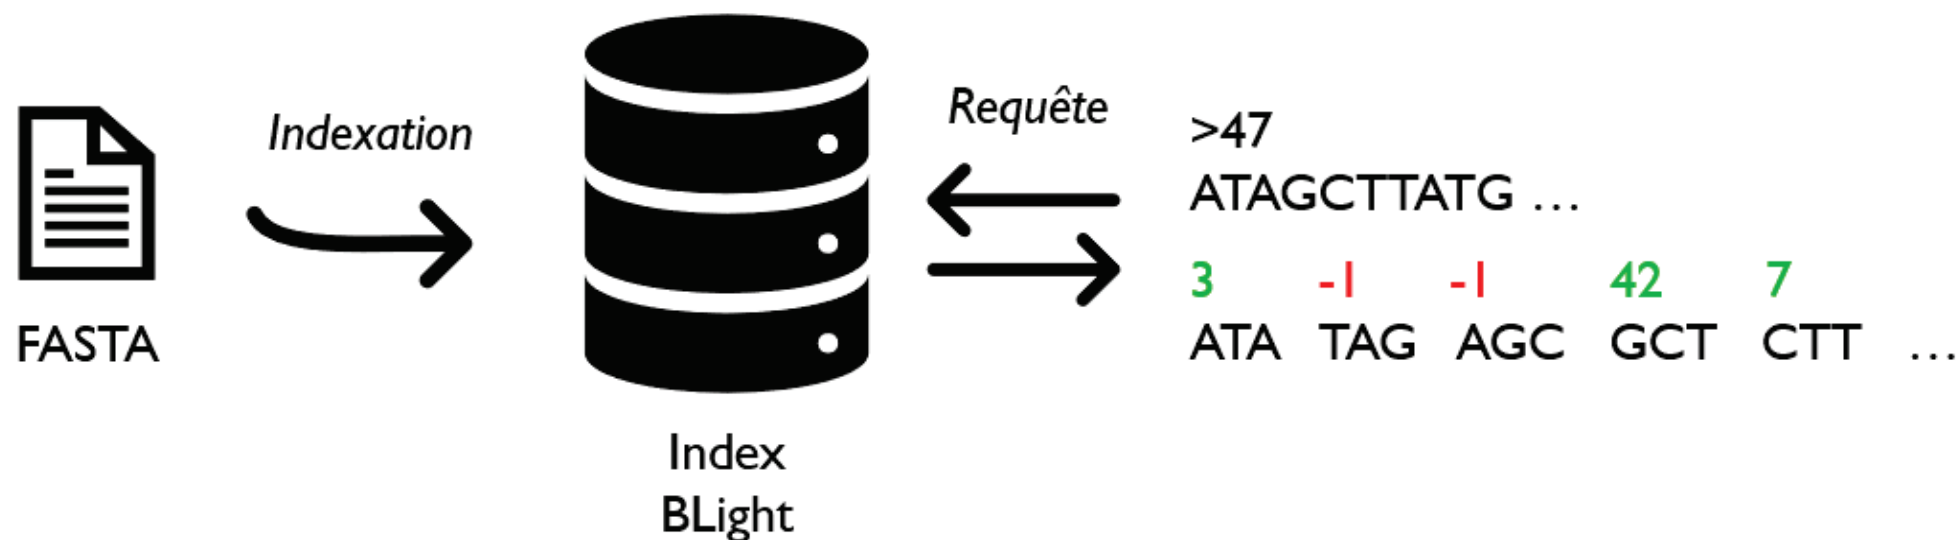 FASTA
Indexation
Index
BLight
Requête
>47
ATAGCTTATG ...
3 -1 -1 42 7
ATA TAG AGC GCT CTT ...